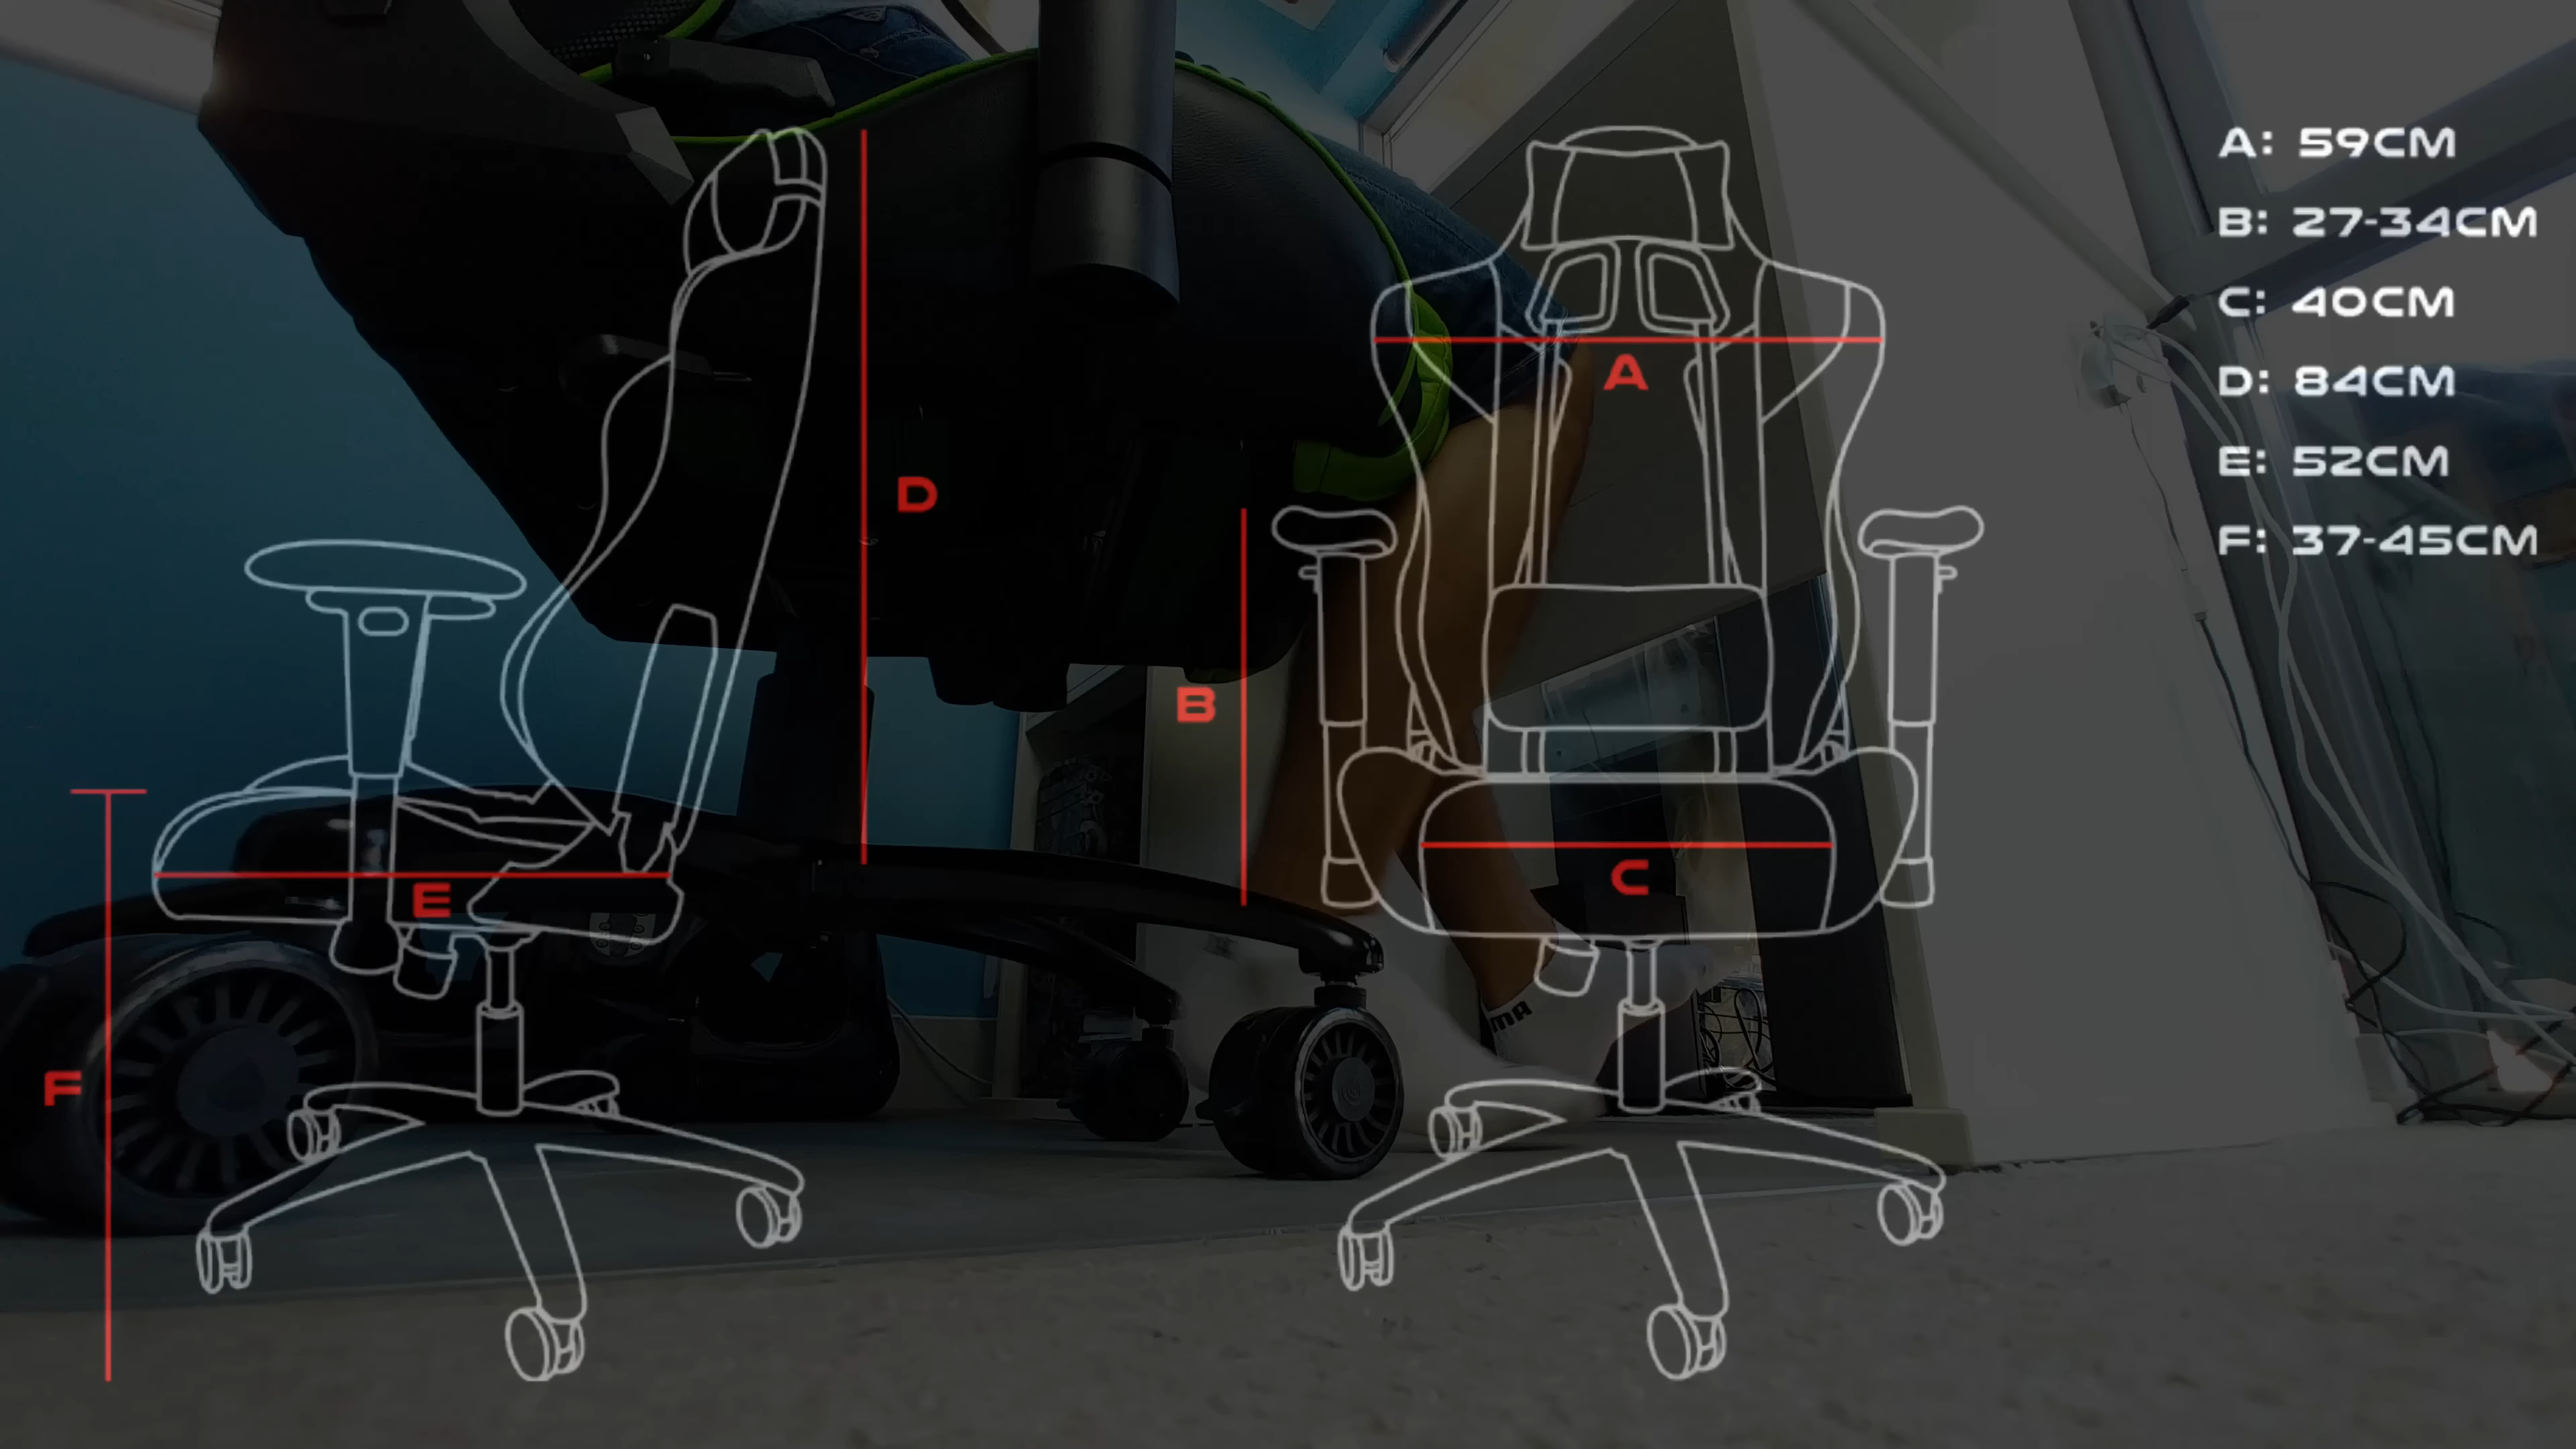 A: 59CM
B: 27-34CM
C: 40CM
D: 84CM
E: 52CM
F: 37-45CM
A
D
B
C
E
F